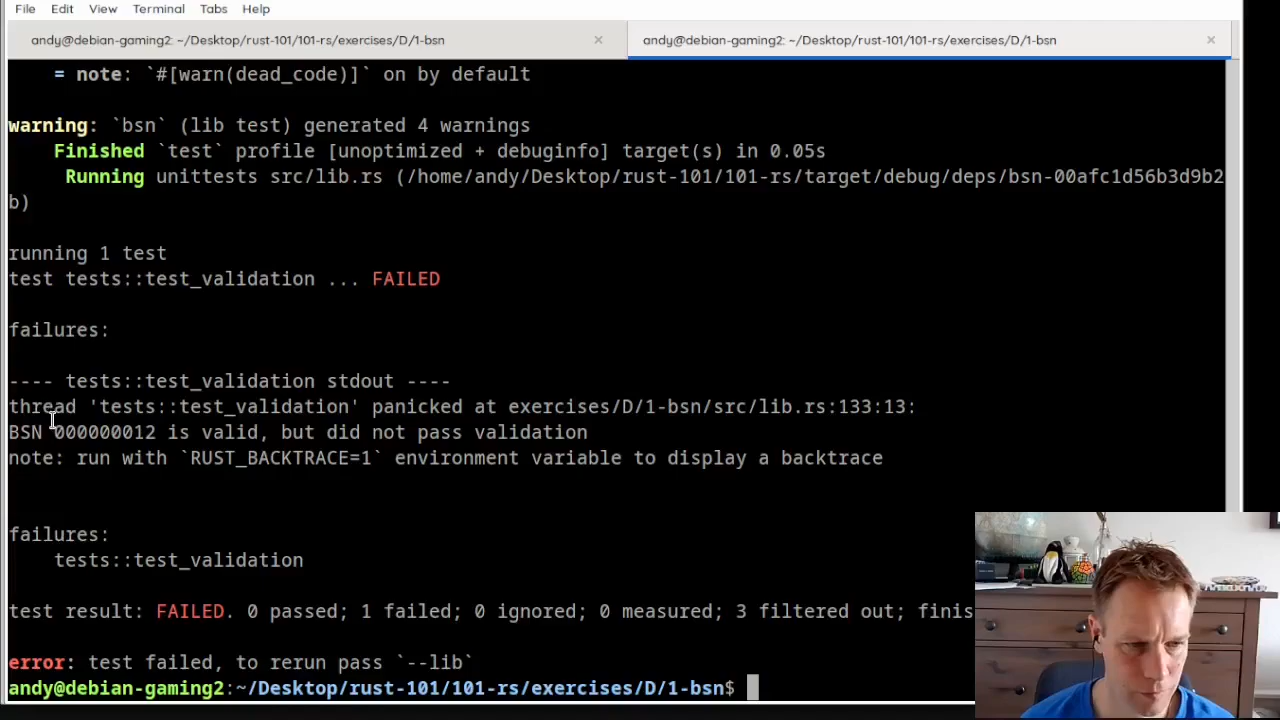 File Edit View Terminal Tabs Help
andy@debian-gaming2: ~/Desktop/rust-101/101-rs/exercises/D/1-bsn
andy@debian-gaming2: ~/Desktop/rust-101/101-rs/exercises/D/1-bsn
= note: `#[warn(dead_code)]` on by default
warning: `bsn` (lib test) generated 4 warnings
Finished `test` profile [unoptimized + debuginfo] target(s) in 0.05s
Running unittests src/lib.rs (/home/andy/Desktop/rust-101/101-rs/target/debug/deps/bsn-00afc1d56b3d9b2
b)
running 1 test
test tests::test_validation ... FAILED
failures:
---- tests::test_validation stdout ----
thread 'tests::test_validation' panicked at exercises/D/1-bsn/src/lib.rs:133:13:
BSN 000000012 is valid, but did not pass validation
note: run with `RUST_BACKTRACE=1` environment variable to display a backtrace
failures:
tests::test_validation
test result: FAILED. 0 passed; 1 failed; 0 ignored; 0 measured; 3 filtered out; finis
error: test failed, to rerun pass `--lib`
andy@debian-gaming2:~/Desktop/rust-101/101-rs/exercises/D/1-bsn$